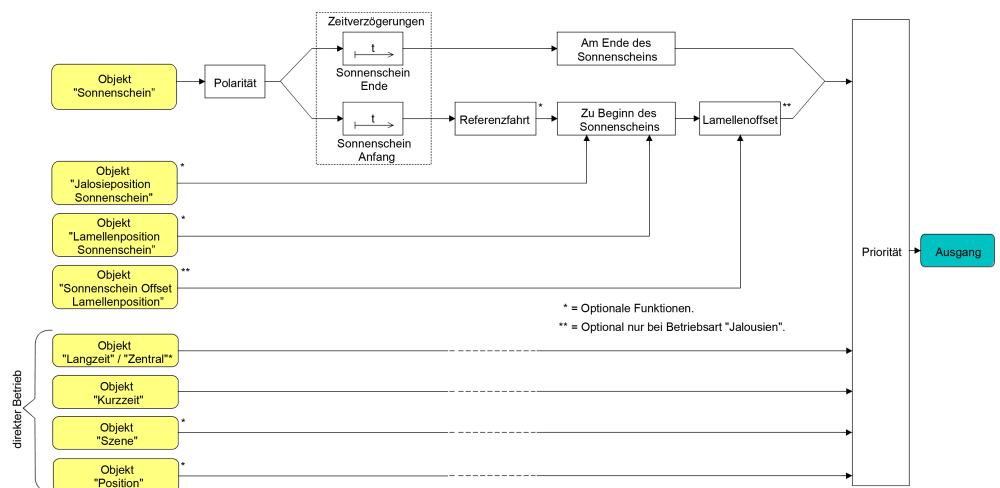 Zeitverzögerungen
t
Sonnenschein
Ende
Am Ende des
Sonnenscheins
Objekt
"Sonnenschein"
Polarität
t
Sonnenschein
Anfang
Referenzfahrt
*
Zu Beginn des
Sonnenscheins
Lamellenoffset
**
Objekt
"Jalosieposition
Sonnenschein"
*
Objekt
"Lamellenposition
Sonnenschein"
*
Objekt
"Sonnenschein Offset
Lamellenposition"
**
Priorität
Ausgang
* = Optionale Funktionen.
** = Optional nur bei Betriebsart "Jalousien".
direkter Betrieb
Objekt
"Langzeit" / "Zentral"*
Objekt
"Kurzzeit"
Objekt
"Szene"
*
Objekt
"Position"
*